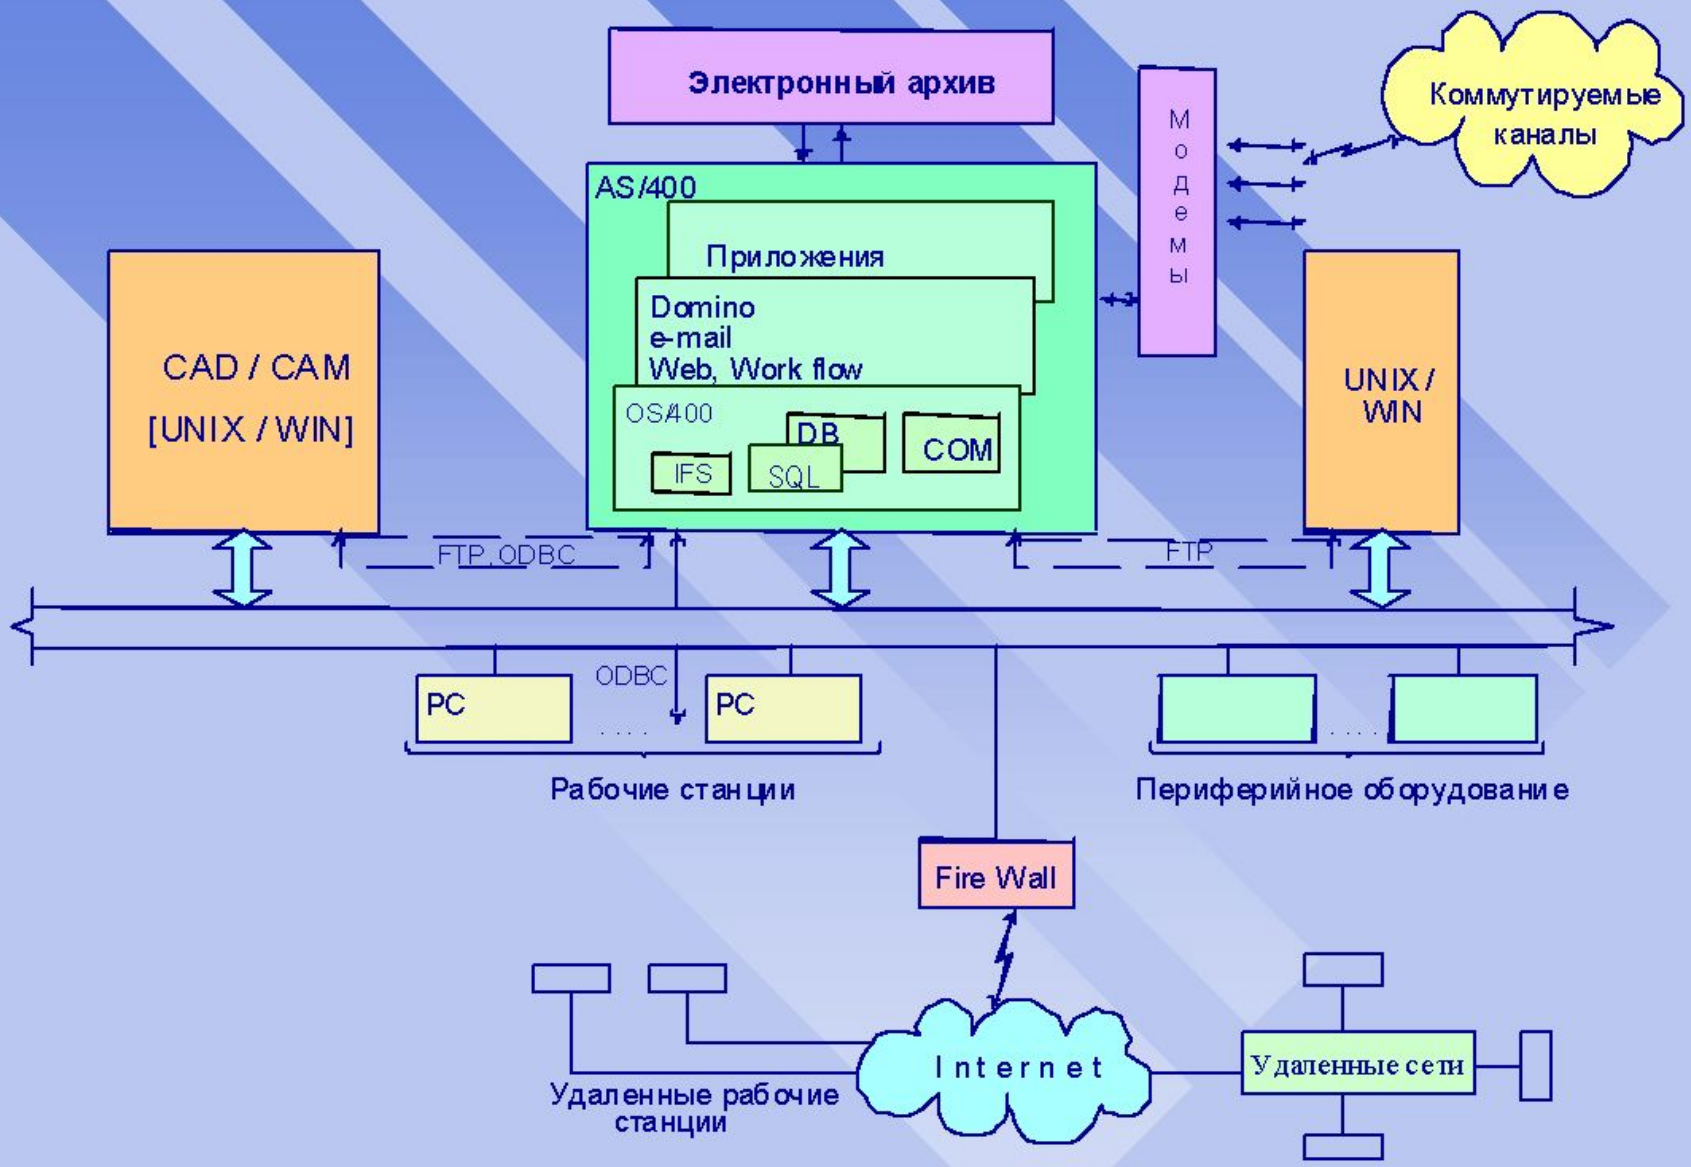 Электронный архив
Коммутируемые
каналы
Модемы
AS/400
Приложения
Domino
e-mail
Web, Work flow
OS/400
DB
COM
IFS
SQL
CAD / CAM
[UNIX / WIN]
UNIX /
WIN
FTP, ODBC
FTP
ODBC
PC
. . . .
PC
. . . .
Рабочие станции
Периферийное оборудование
Fire Wall
Internet
Удаленные сети
Удаленные рабочие
станции